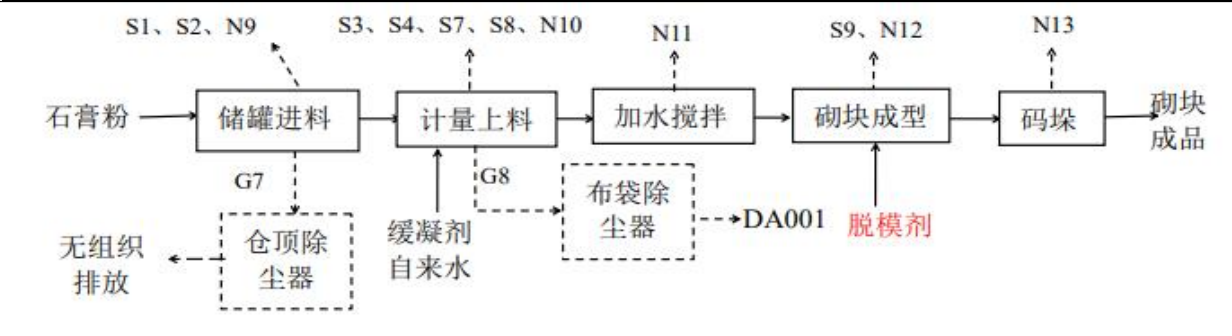 S1、S2、N9
S3、S4、S7、S8、N10
N11
S9、N12
N13
石膏粉
储罐进料
计量上料
加水搅拌
砌块成型
码垛
砌块
成品
G7
G8
仓顶除
尘器
无组织
排放
缓凝剂
自来水
布袋除
尘器
DA001
脱模剂